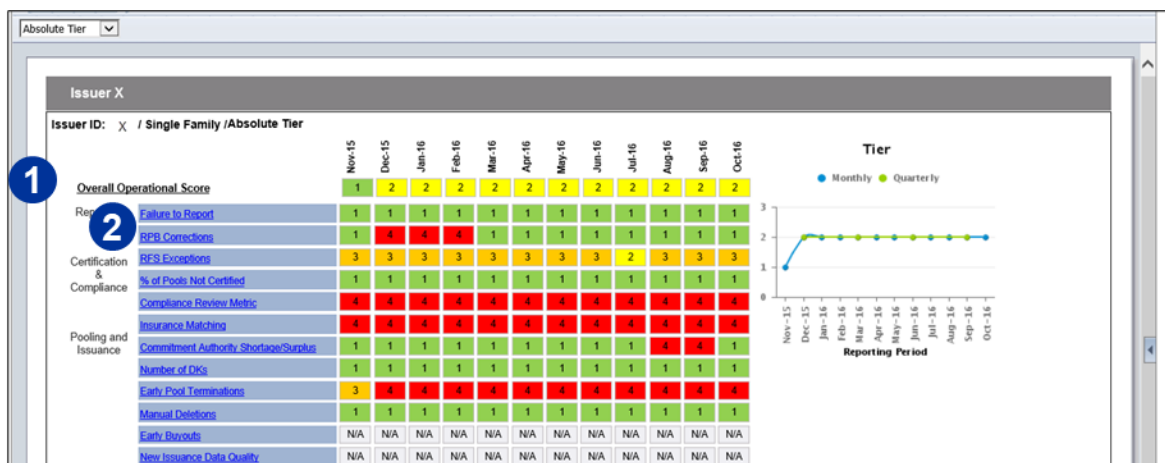 Absolute Tier
Issuer X
Issuer ID: X / Single Family /Absolute Tier
Nov-15 Dec-15 Jan-16 Feb-16 Mar-16 Apr-16 May-16 Jun-16 Jul-16 Aug-16 Sep-16 Oct-16
1
Overall Operational Score 1 2 2 2 2 2 2 2 2 2 2 2
Failure to Report 1 1 1 1 1 1 1 1 1 1 1 1
2
RPB Corrections 1 4 4 4 1 1 1 1 1 1 1 1
Certification
&
Compliance
RFS Exceptions 3 3 3 3 3 3 3 3 2 3 3 3
% of Pools Not Certified 1 1 1 1 1 1 1 1 1 1 1 1
Compliance Review Metric 4 4 4 4 4 4 4 4 4 4 4 4
Pooling and
Issuance
Insurance Matching 4 4 4 4 4 4 4 4 4 4 4 4
Commitment Authority Shortage/Surplus 1 1 1 1 1 1 1 1 1 4 4 1
Number of DKs 1 1 1 1 1 1 1 1 1 1 1 1
Early Pool Terminations 3 4 4 4 4 4 4 4 4 4 4 4
Manual Deletions 1 1 1 1 1 1 1 1 1 1 1 1
Early Buyouts N/A N/A N/A N/A N/A N/A N/A N/A N/A N/A N/A N/A
New Issuance Data Quality N/A N/A N/A N/A N/A N/A N/A N/A N/A N/A N/A N/A
Tier
Monthly Quarterly
3
2
1
0
Nov-15 Dec-15 Jan-16 Feb-16 Mar-16 Apr-16 May-16 Jun-16 Jul-16 Aug-16 Sep-16 Oct-16
Reporting Period